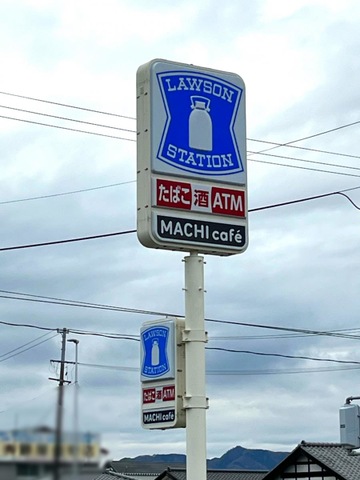 LAWSON
STATION
たばこ 酒 ATM
MACHI café
LAWSON
STATION
たばこ 酒 ATM
MACHI café